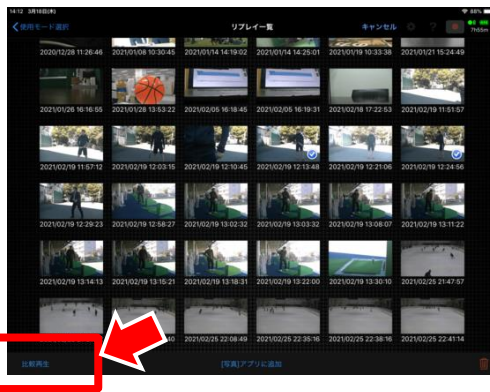 14:12 3月18日(木) 88%
使用モード選択 リプレイ一覧 キャンセル ?
7h55m
2020/12/28 11:26:46 2021/01/08 10:30:45 2021/01/14 14:19:02 2021/01/14 14:25:01 2021/01/19 10:33:38 2021/01/21 15:24:49
2021/01/26 16:16:55 2021/01/28 13:53:22 2021/02/05 16:18:45 2021/02/05 16:19:31 2021/02/18 17:22:53 2021/02/19 11:51:57
2021/02/19 11:57:12 2021/02/19 12:03:15 2021/02/19 12:10:45 2021/02/19 12:13:48 2021/02/19 12:21:06 2021/02/19 12:24:56
2021/02/19 12:29:23 2021/02/19 12:58:27 2021/02/19 13:02:32 2021/02/19 13:03:32 2021/02/19 13:08:07 2021/02/19 13:11:22
2021/02/19 13:14:13 2021/02/19 13:15:21 2021/02/19 13:18:31 2021/02/19 13:22:00 2021/02/19 13:30:10 2021/02/25 21:47:57
2021/02/25 22:08:49 2021/02/25 22:35:16 2021/02/25 22:38:16 2021/02/25 22:41:14
比較再生 [写真]アプリに追加